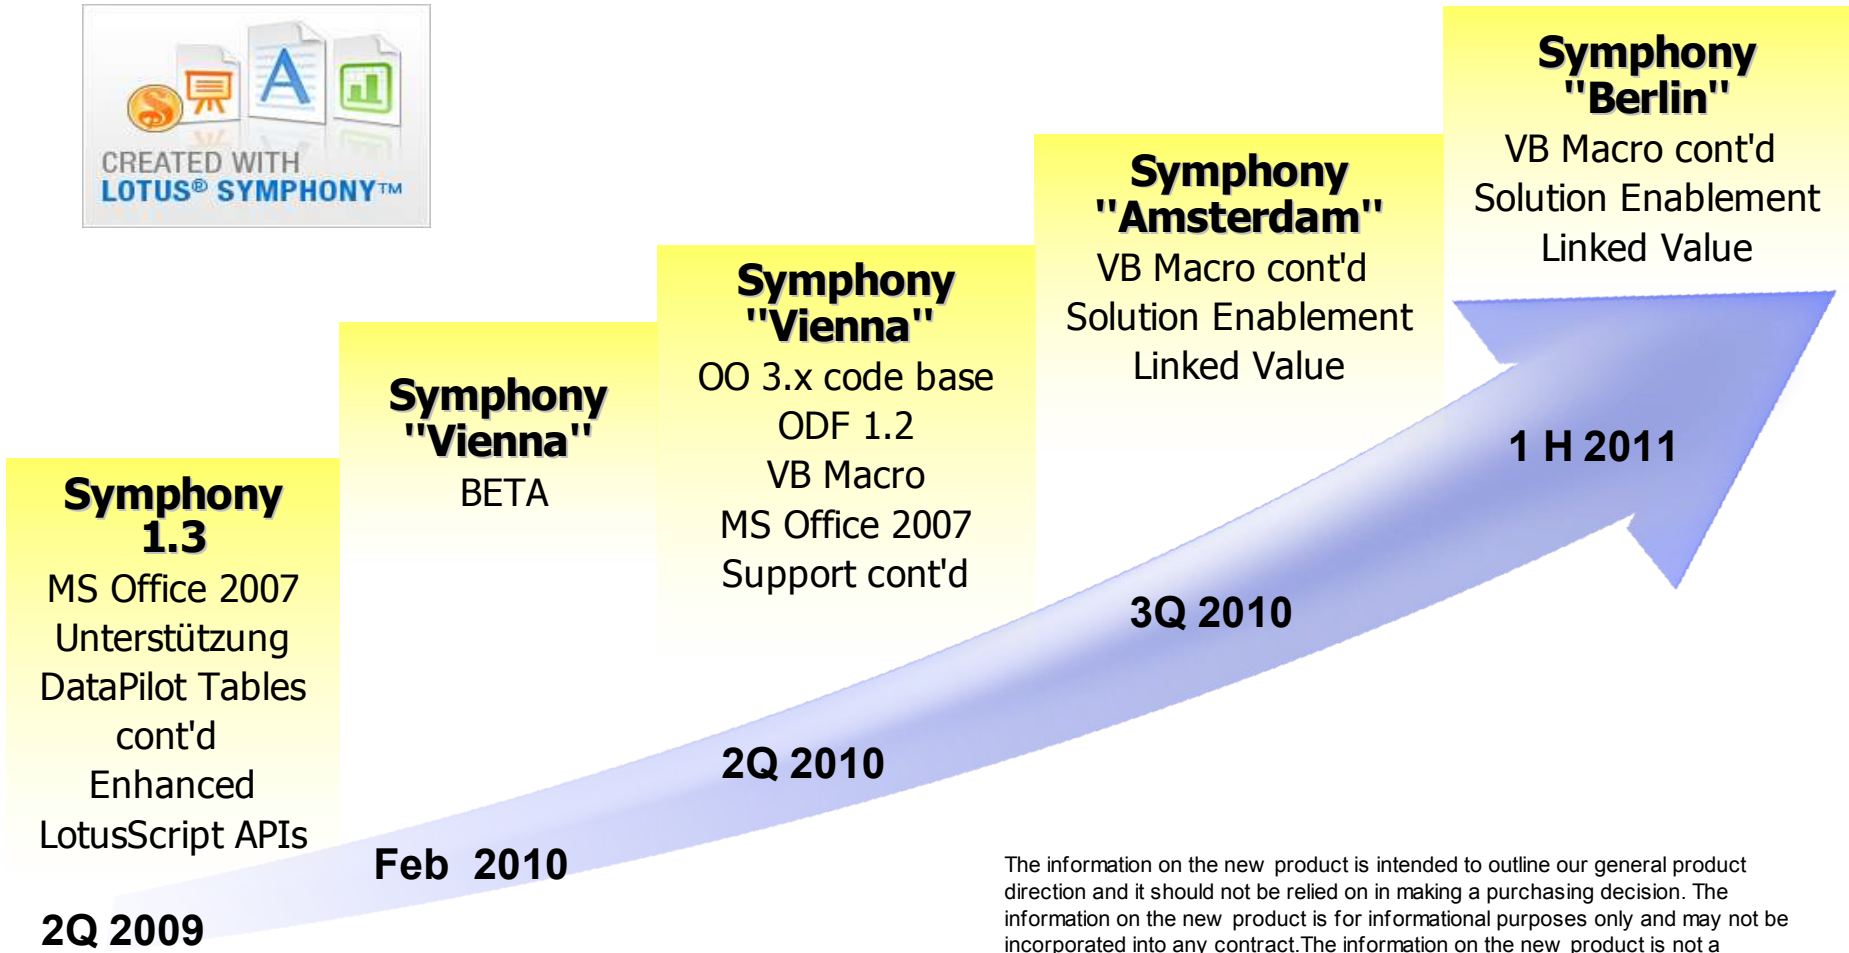 CREATED WITH
LOTUS® SYMPHONY™
Symphony
1.3
MS Office 2007
Unterstützung
DataPilot Tables
cont'd
Enhanced
LotusScript APIs
2Q 2009
Symphony
"Vienna"
BETA
Feb 2010
Symphony
"Vienna"
OO 3.x code base
ODF 1.2
VB Macro
MS Office 2007
Support cont'd
2Q 2010
Symphony
"Amsterdam"
VB Macro cont'd
Solution Enablement
Linked Value
3Q 2010
Symphony
"Berlin"
VB Macro cont'd
Solution Enablement
Linked Value
1 H 2011
The information on the new product is intended to outline our general product
direction and it should not be relied on in making a purchasing decision. The
information on the new product is for informational purposes only and may not be
incorporated into any contract.The information on the new product is not a